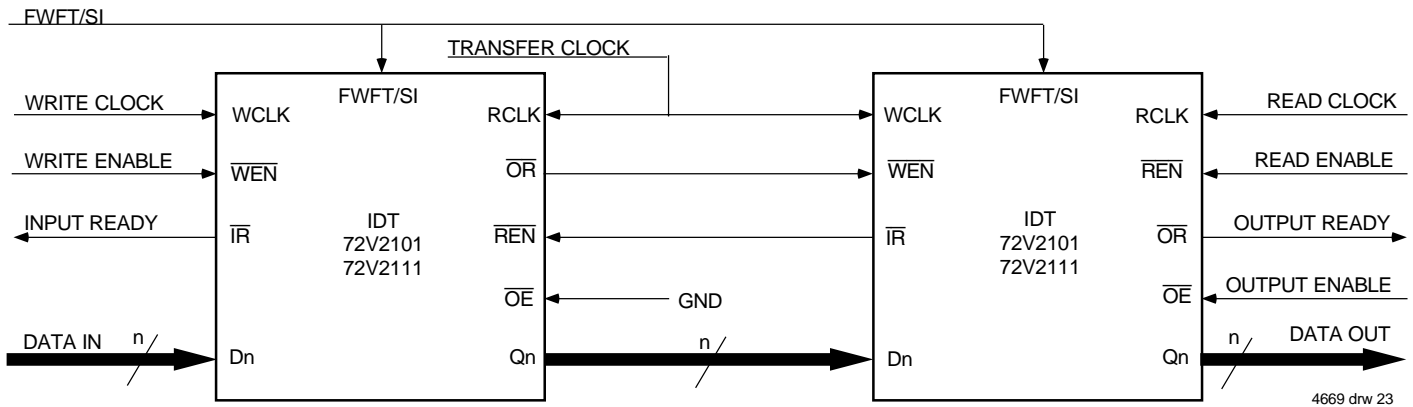 FWFT/SI
TRANSFER CLOCK
FWFT/SI
FWFT/SI
WRITE CLOCK
WCLK
RCLK
WCLK
RCLK
READ CLOCK
WRITE ENABLE
WEN
OR
WEN
REN
READ ENABLE
INPUT READY
IR
IDT
72V2101
72V2111
REN
IR
IDT
72V2101
72V2111
OR
OUTPUT READY
OE
GND
OE
OUTPUT ENABLE
DATA IN
n
Dn
Qn
n
Dn
Qn
n
DATA OUT
4669 drw 23